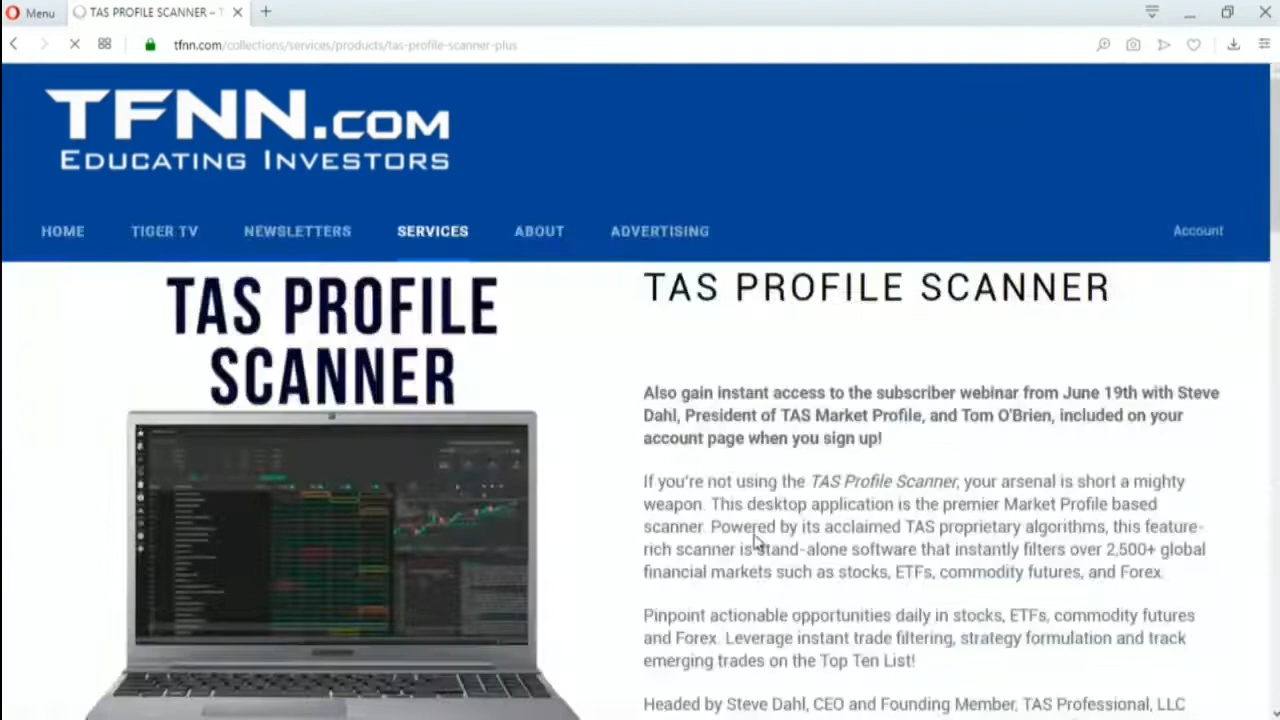 Menu
TAS PROFILE SCANNER – T
tfnn.com/collections/services/products/tas-profile-scanner-plus
TFNN.COM
EDUCATING INVESTORS
HOME
TIGER TV
NEWSLETTERS
SERVICES
ABOUT
ADVERTISING
Account
TAS PROFILE
SCANNER
TAS PROFILE SCANNER
Also gain instant access to the subscriber webinar from June 19th with Steve
Dahl, President of TAS Market Profile, and Tom O'Brien, included on your
account page when you sign up!
If you're not using the TAS Profile Scanner, your arsenal is short a mighty
weapon. This desktop application is the premier Market Profile based
scanner. Powered by its acclaimed TAS proprietary algorithms, this feature-
rich scanner is stand-alone software that instantly filters over 2,500+ global
financial markets such as stocks, ETFs, commodity futures, and Forex.
Pinpoint actionable opportunities daily in stocks, ETFs, commodity futures
and Forex. Leverage instant trade filtering, strategy formulation and track
emerging trades on the Top Ten List!
Headed by Steve Dahl, CEO and Founding Member, TAS Professional, LLC